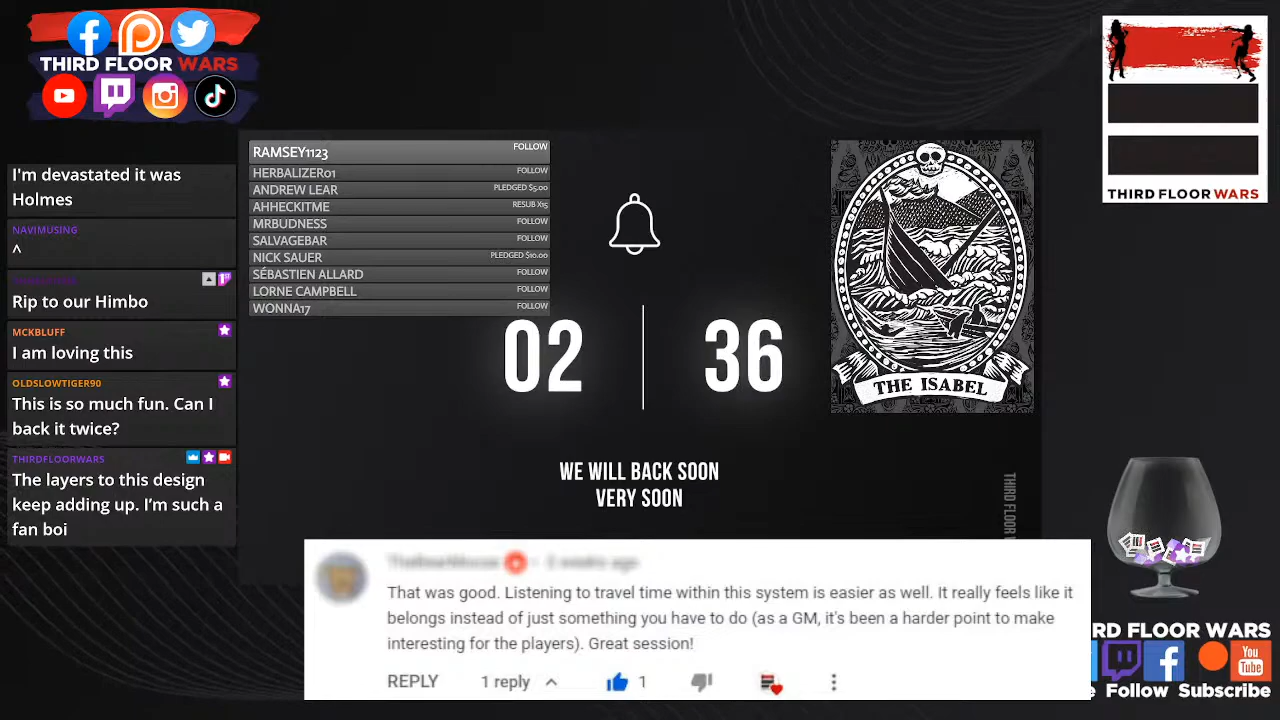 THIRD FLOOR WARS
I'm devastated it was
Holmes
NAVIMUSING
^
Rip to our Himbo
MCKBLUFF
I am loving this
OLDSLOWTIGER90
This is so much fun. Can I
back it twice?
THIRDFLOORWARS
The layers to this design
keep adding up. I'm such a
fan boi
RAMSEY1123 FOLLOW
HERBALIZER01 FOLLOW
ANDREW LEAR PLEDGED $5.00
AHHECKITME RESUB X15
MRBUDNESS FOLLOW
SALVAGEBAR FOLLOW
NICK SAUER PLEDGED $10.00
SÉBASTIEN ALLARD FOLLOW
LORNE CAMPBELL FOLLOW
WONNA17 FOLLOW
02 36
WE WILL BACK SOON
VERY SOON
THE ISABEL
THIRD FLOOR
THIRD FLOOR WARS
That was good. Listening to travel time within this system is easier as well. It really feels like it
belongs instead of just something you have to do (as a GM, it's been a harder point to make
interesting for the players). Great session!
REPLY 1 reply 1
RD FLOOR WARS
You
Tube
e Follow Subscribe